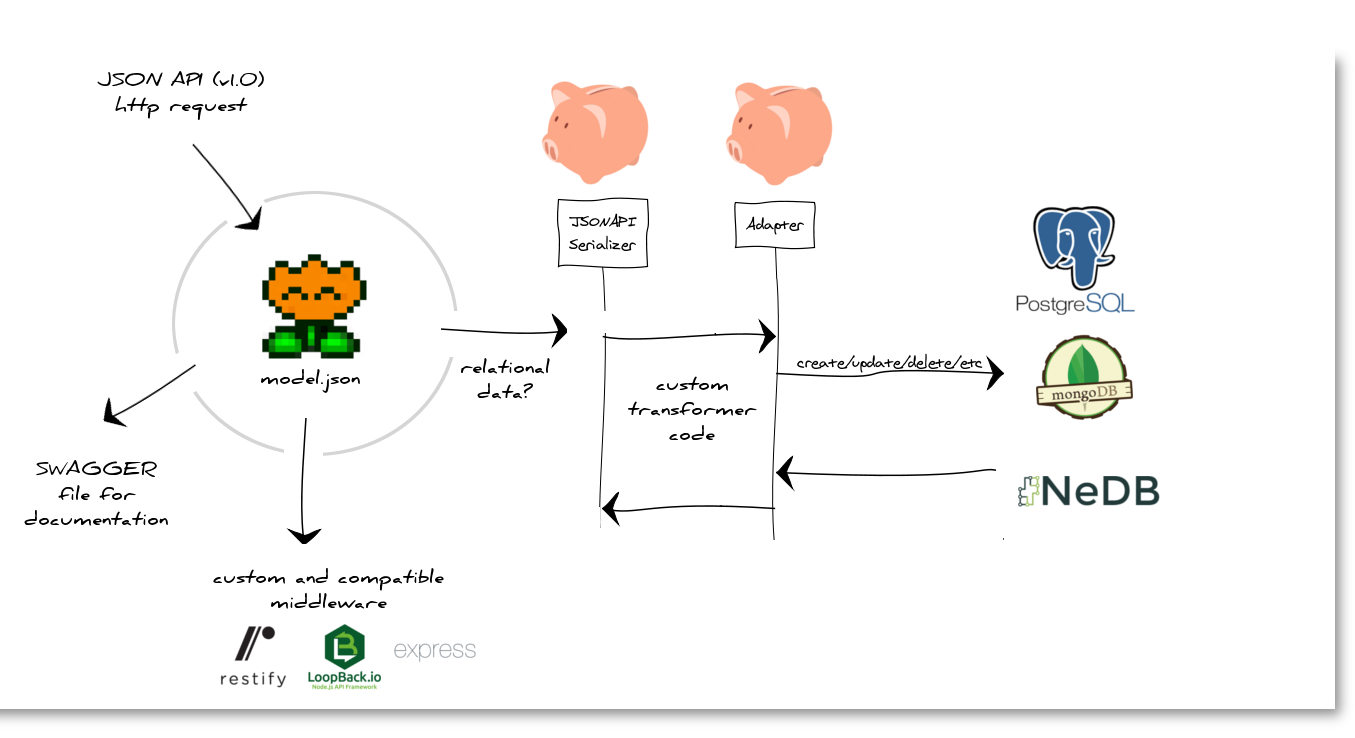 JSON API (v1.0)
http request
JSONAPI
Serializer
Adapter
PostgreSQL
model.json
relational
data?
custom
transformer
code
create/update/delete/etc
mongoDB
SWAGGER
file for
documentation
NeDB
custom and compatible
middleware
restify
LoopBack.io
Node.js API Framework
express